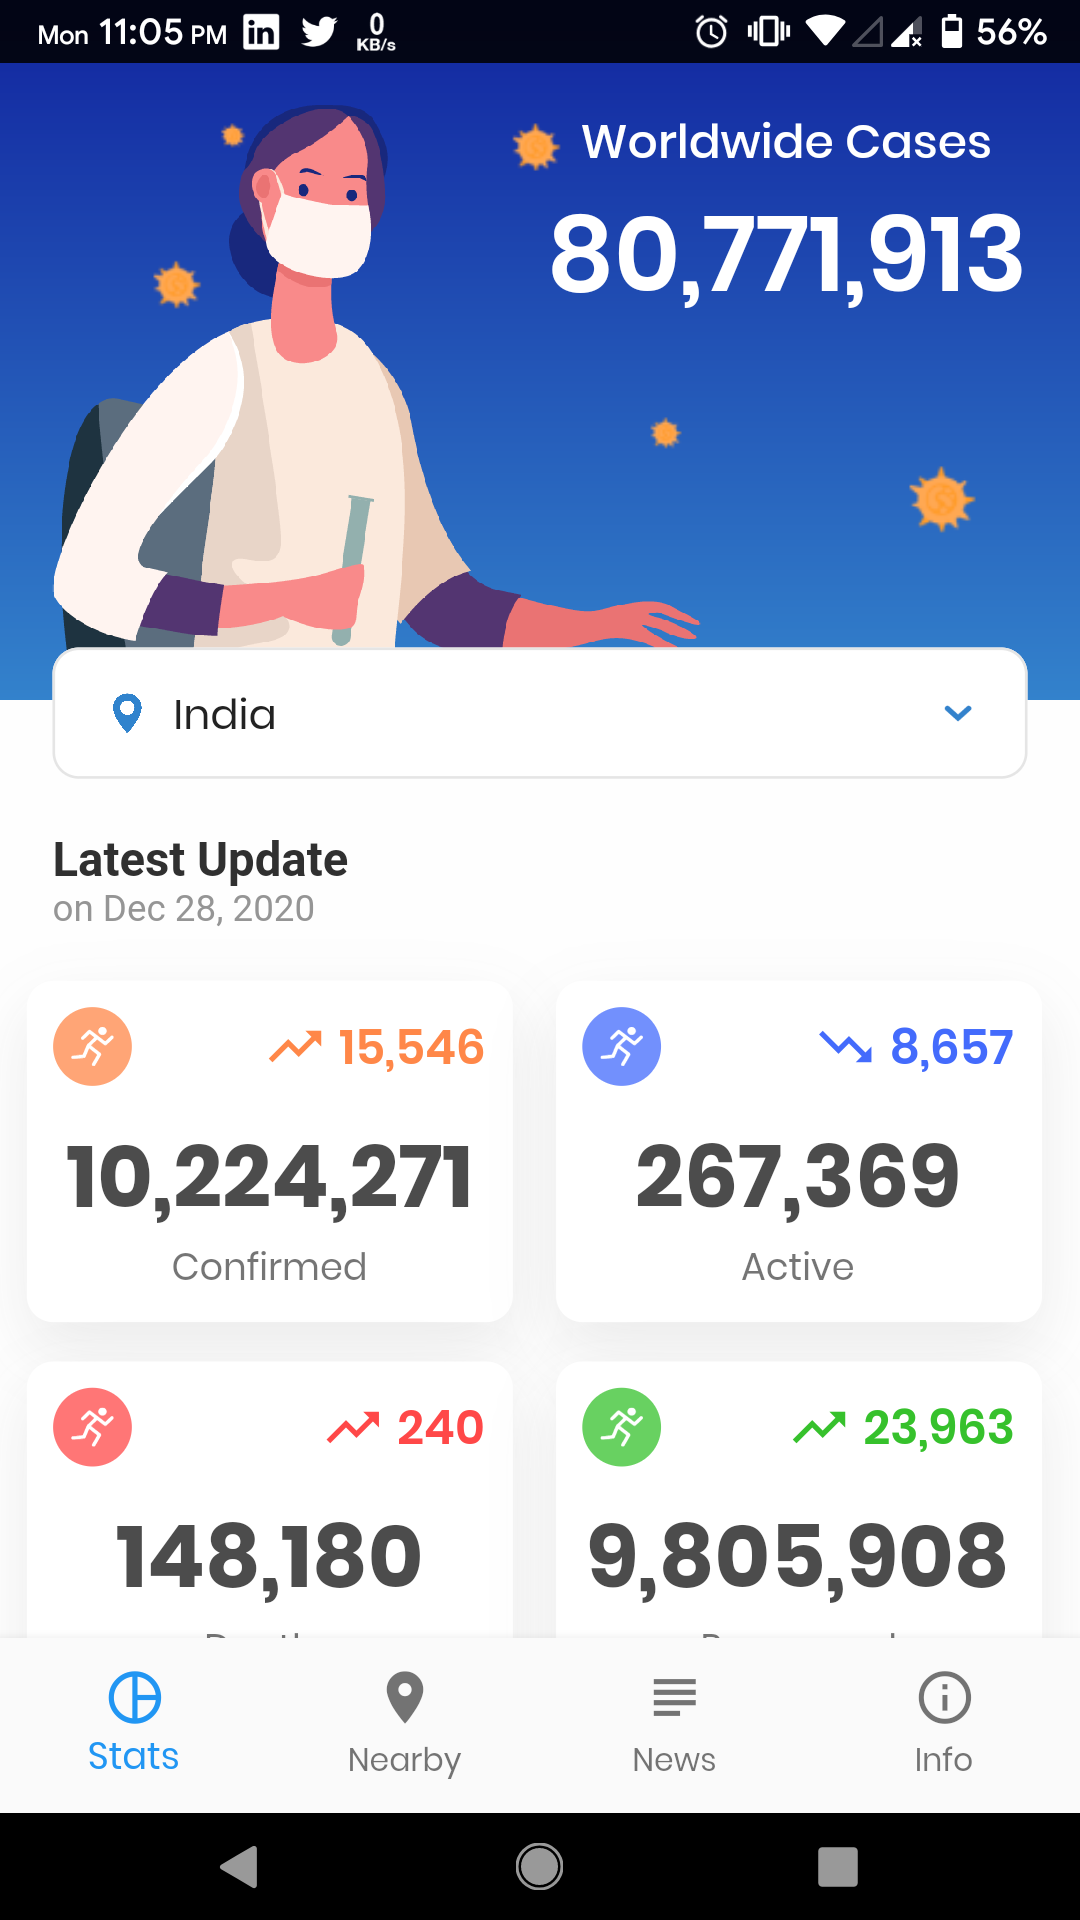 Mon 11:05 PM in 0 KB/s 56%
Worldwide Cases
80,771,913
India
Latest Update
on Dec 28, 2020
15,546
10,224,271
Confirmed
8,657
267,369
Active
240
148,180
23,963
9,805,908
Stats
Nearby
News
Info